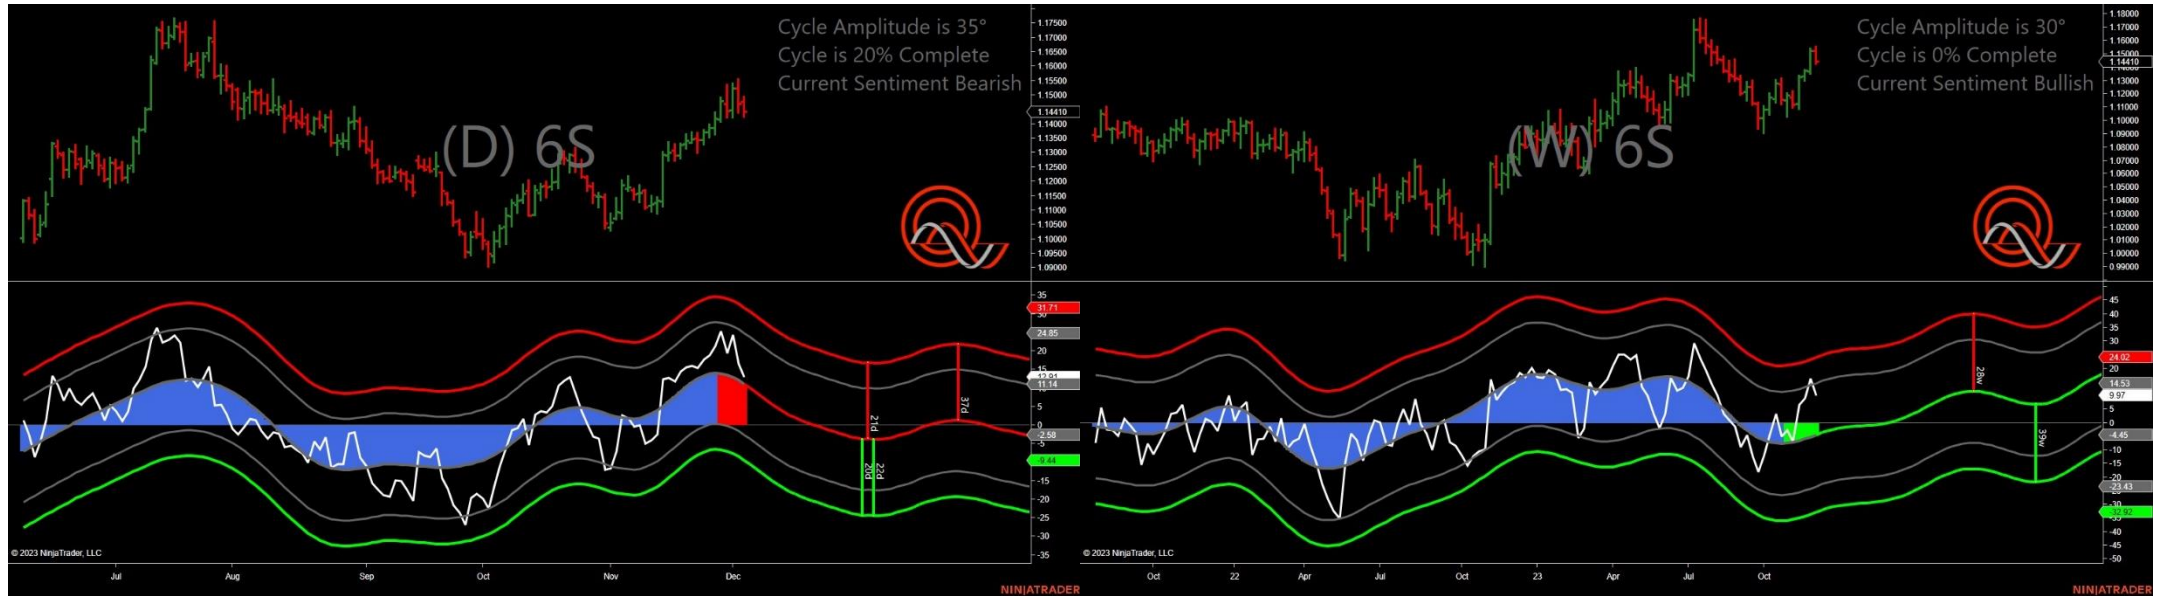 Cycle Amplitude is 35°
Cycle is 20% Complete
Current Sentiment Bearish
(D) 6S
1.17500
1.17000
1.16500
1.16000
1.15500
1.15000
1.14410
1.14000
1.13500
1.13000
1.12500
1.12000
1.11500
1.11000
1.10500
1.10000
1.09500
1.09000
35
31.71
30
24.85
20
15
12.91
11.14
5
0
-2.58
-5
-9.44
-15
-20
-25
-30
-35
21d
20d
22d
37d
© 2023 NinjaTrader, LLC
Jul
Aug
Sep
Oct
Nov
Dec
NINJATRADER
Cycle Amplitude is 30°
Cycle is 0% Complete
Current Sentiment Bullish
(W) 6S
1.18000
1.17000
1.16000
1.15000
1.14410
1.13000
1.12000
1.11000
1.10000
1.09000
1.08000
1.07000
1.06000
1.05000
1.04000
1.03000
1.02000
1.01000
1.00000
0.99000
45
40
35
30
24.02
20
14.53
9.97
5
0
-4.45
-10
-15
-20
-23.43
-30
-32.92
-40
-45
-50
28w
39w
© 2023 NinjaTrader, LLC
Oct
22
Apr
Jul
Oct
23
Apr
Jul
Oct
NINJATRADER